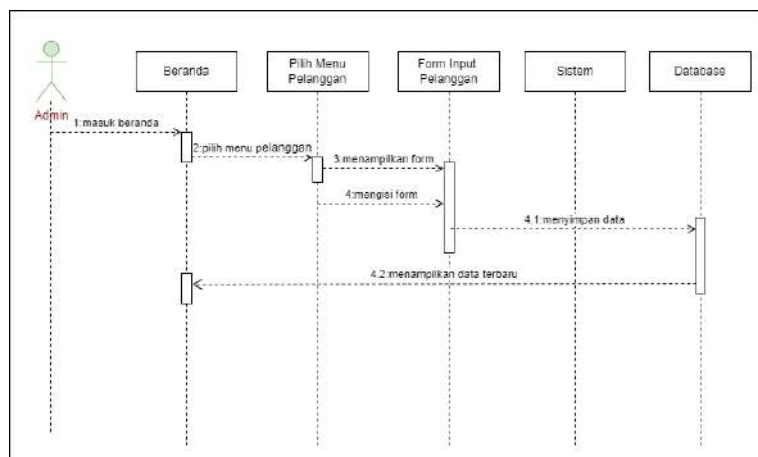 Beranda
Pilih Menu
Pelanggan
Form Input
Pelanggan
Sistem
Database
Admin
1:masuk beranda
2:pilih menu pelanggan
3.menampilkan form
4:mengisi form
4.1:menyimpan data
4.2:menampilkan data terbaru